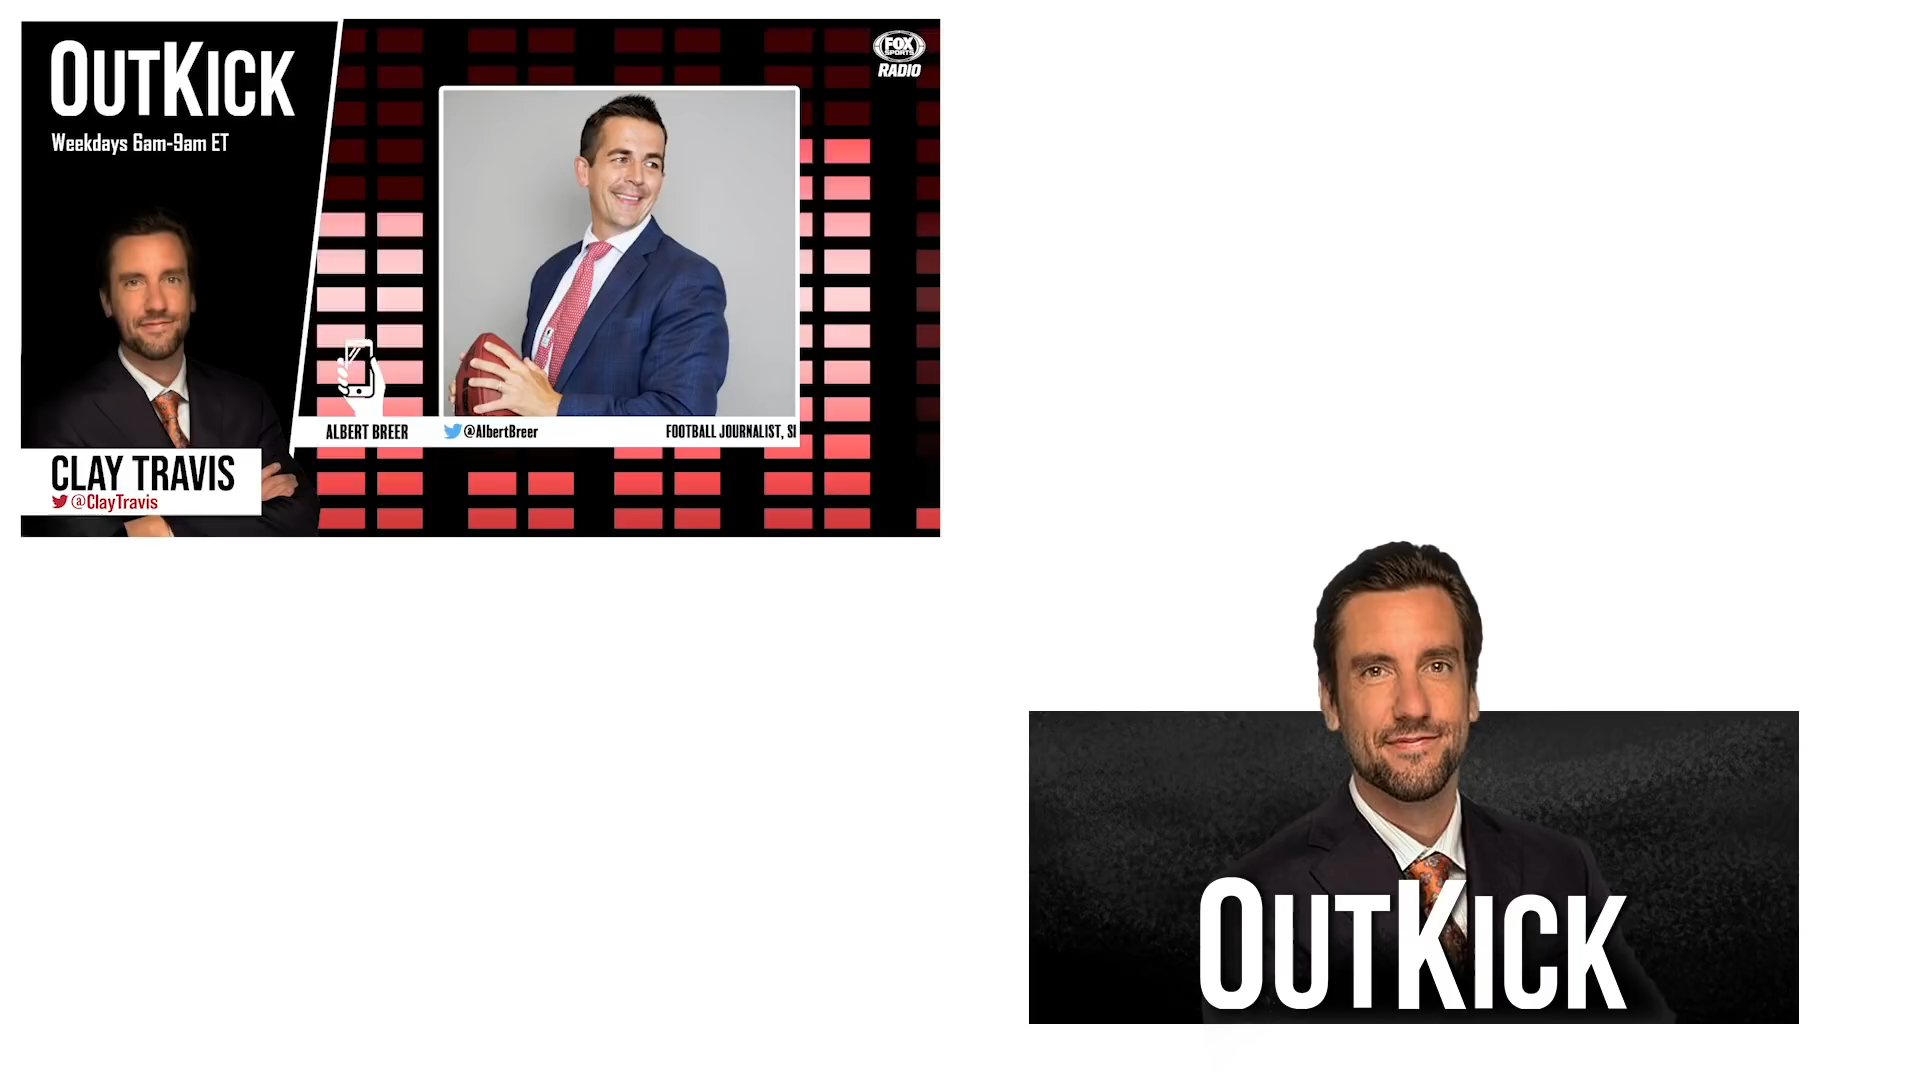 OUTKICK
Weekdays 6am-9am ET
FOX
SPORTS
RADIO
ALBERT BREER @AlbertBreer FOOTBALL JOURNALIST, SI
CLAY TRAVIS
@ClayTravis
OUTKICK